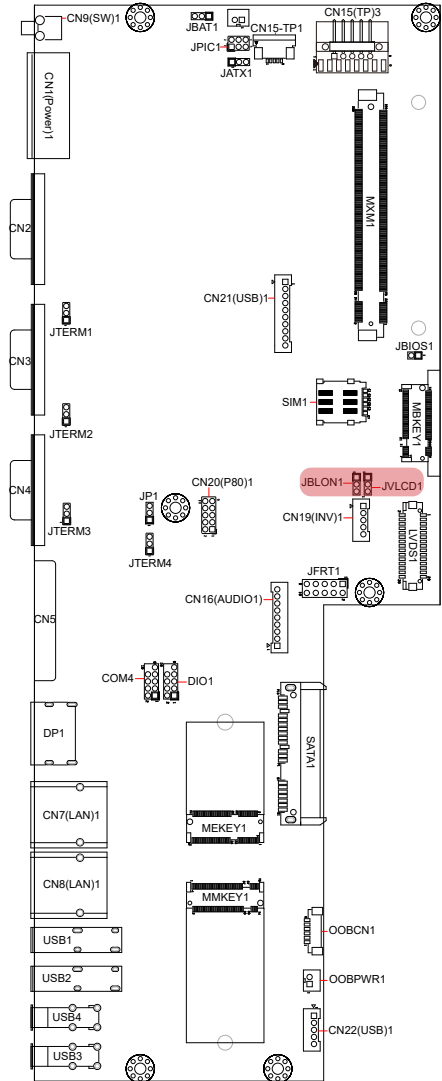 CN9(SW)1
JBAT1
CN15-TP1
CN15(TP)3
JPIC1
JATX1
CN1(Power)1
MXM1
CN2
CN21(USB)1
JTERM1
JBIOS1
CN3
SIM1
MBKEY1
JTERM2
CN20(P80)1
JBLON1
JVLCD1
CN4
JP1
CN19(INV)1
JTERM3
LVDS1
JTERM4
JFRT1
CN16(AUDIO1)
CN5
COM4
DIO1
DP1
SATA1
CN7(LAN)1
MEKEY1
CN8(LAN)1
MMKEY1
USB1
OOBCN1
USB2
OOBPWR1
USB4
CN22(USB)1
USB3